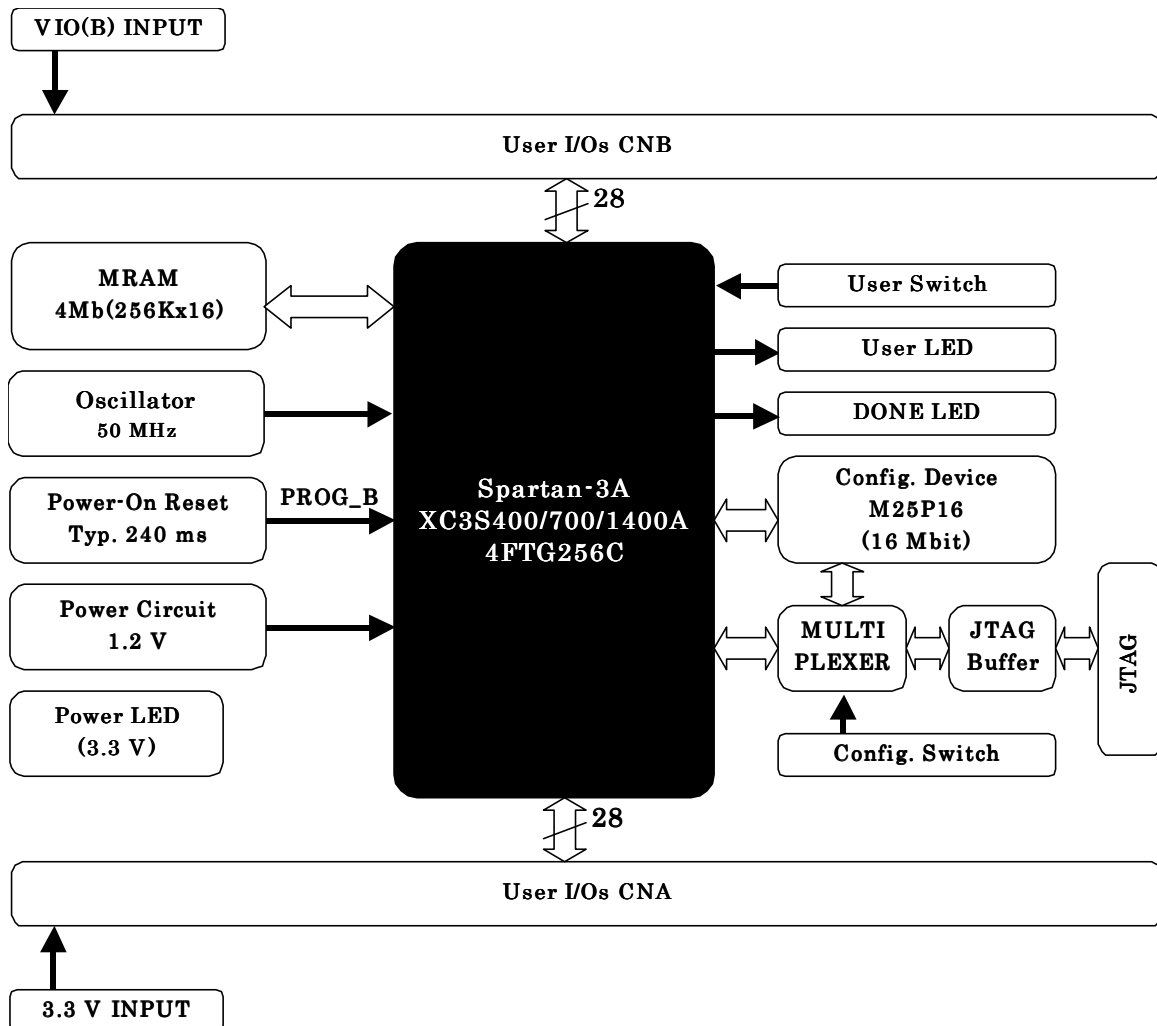 VIO(B) INPUT
User I/Os CNB
28
MRAM
4Mb(256Kx16)
Oscillator
50 MHz
Power-On Reset
Typ. 240 ms
PROG_B
Power Circuit
1.2 V
Power LED
(3.3 V)
Spartan-3A
XC3S400/700/1400A
4FTG256C
User Switch
User LED
DONE LED
Config. Device
M25P16
(16 Mbit)
MULTI
PLEXER
JTAG
Buffer
JTAG
Config. Switch
28
User I/Os CNA
3.3 V INPUT